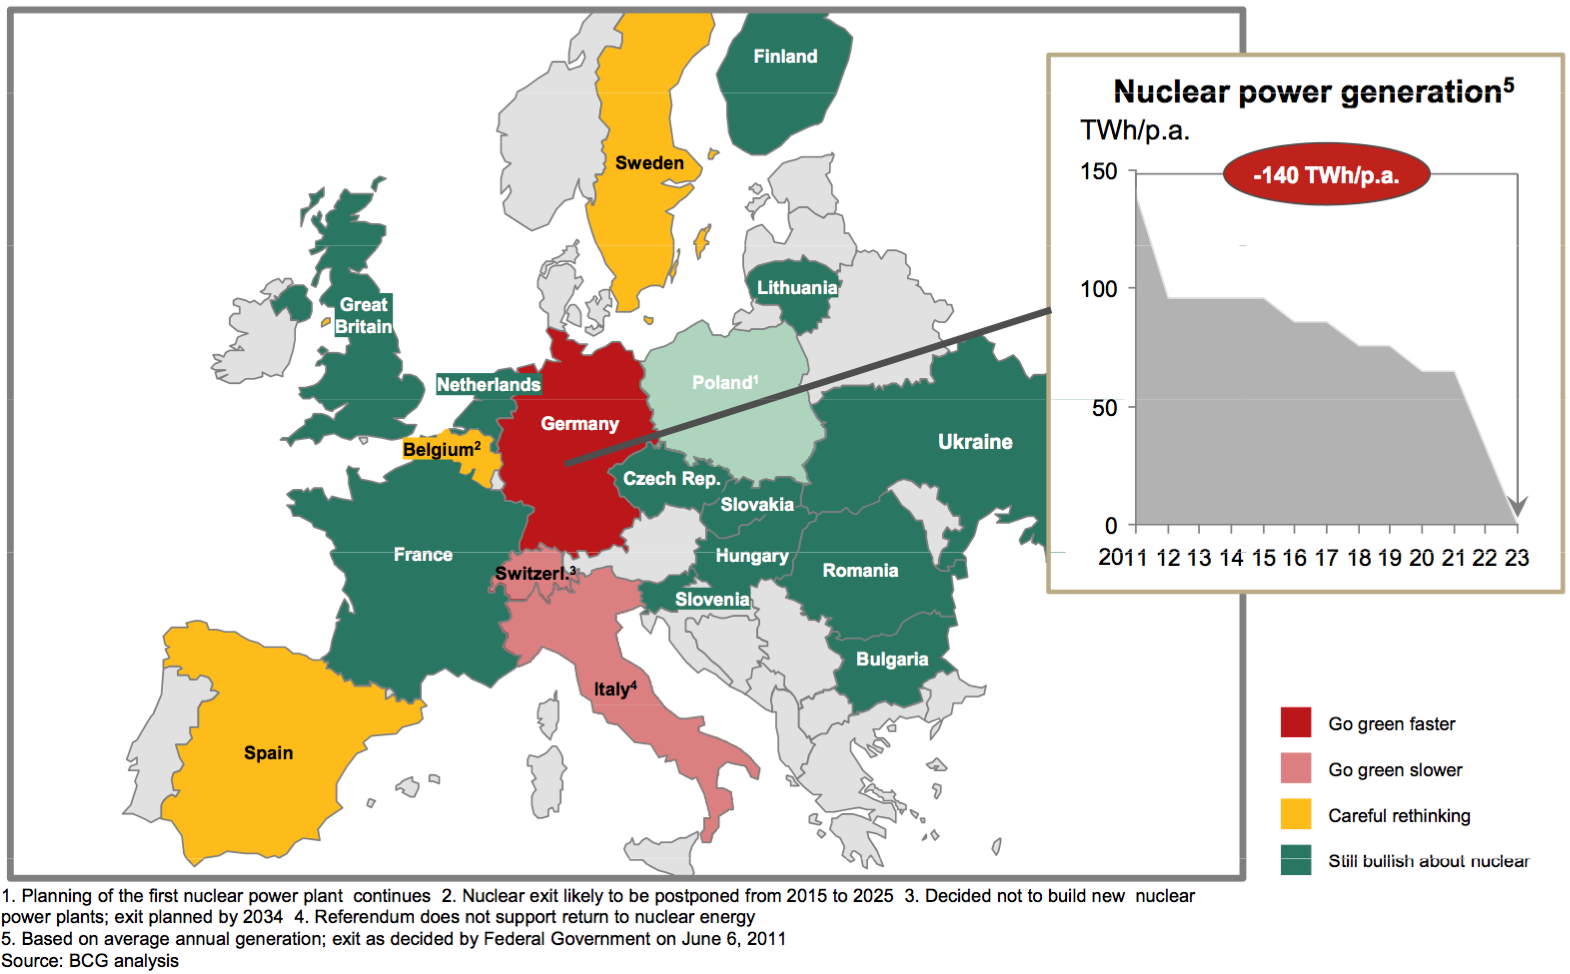 Finland
Sweden
Great
Britain
Lithuania
Netherlands
Poland1
Germany
Belgium2
Ukraine
Czech Rep.
Slovakia
France
Hungary
Romania
Switzerl.3
Slovenia
Bulgaria
Italy4
Spain
Nuclear power generation5
TWh/p.a.
-140 TWh/p.a.
150
100
50
0
2011 12 13 14 15 16 17 18 19 20 21 22 23
Go green faster
Go green slower
Careful rethinking
Still bullish about nuclear
1. Planning of the first nuclear power plant continues 2. Nuclear exit likely to be postponed from 2015 to 2025 3. Decided not to build new nuclear
power plants; exit planned by 2034 4. Referendum does not support return to nuclear energy
5. Based on average annual generation; exit as decided by Federal Government on June 6, 2011
Source: BCG analysis